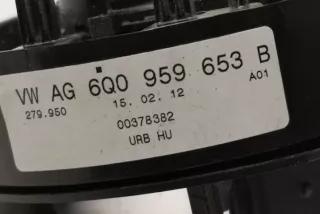 VW AG 6Q0 959 653 B
279.950 15. 02. 12 A01
00378382
URB HU